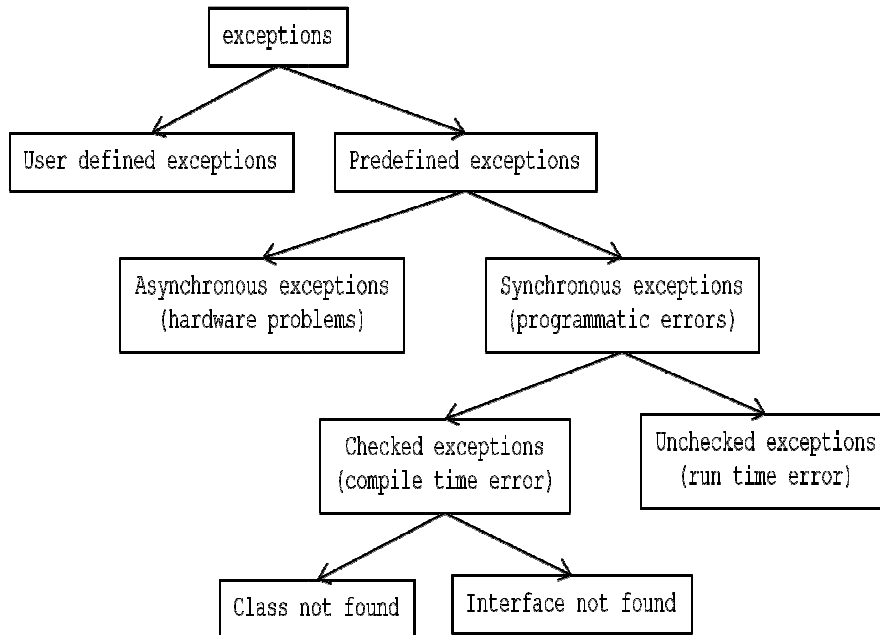 exceptions
User defined exceptions
Predefined exceptions
Asynchronous exceptions
(hardware problems)
Synchronous exceptions
(programmatic errors)
Checked exceptions
(compile time error)
Unchecked exceptions
(run time error)
Class not found
Interface not found